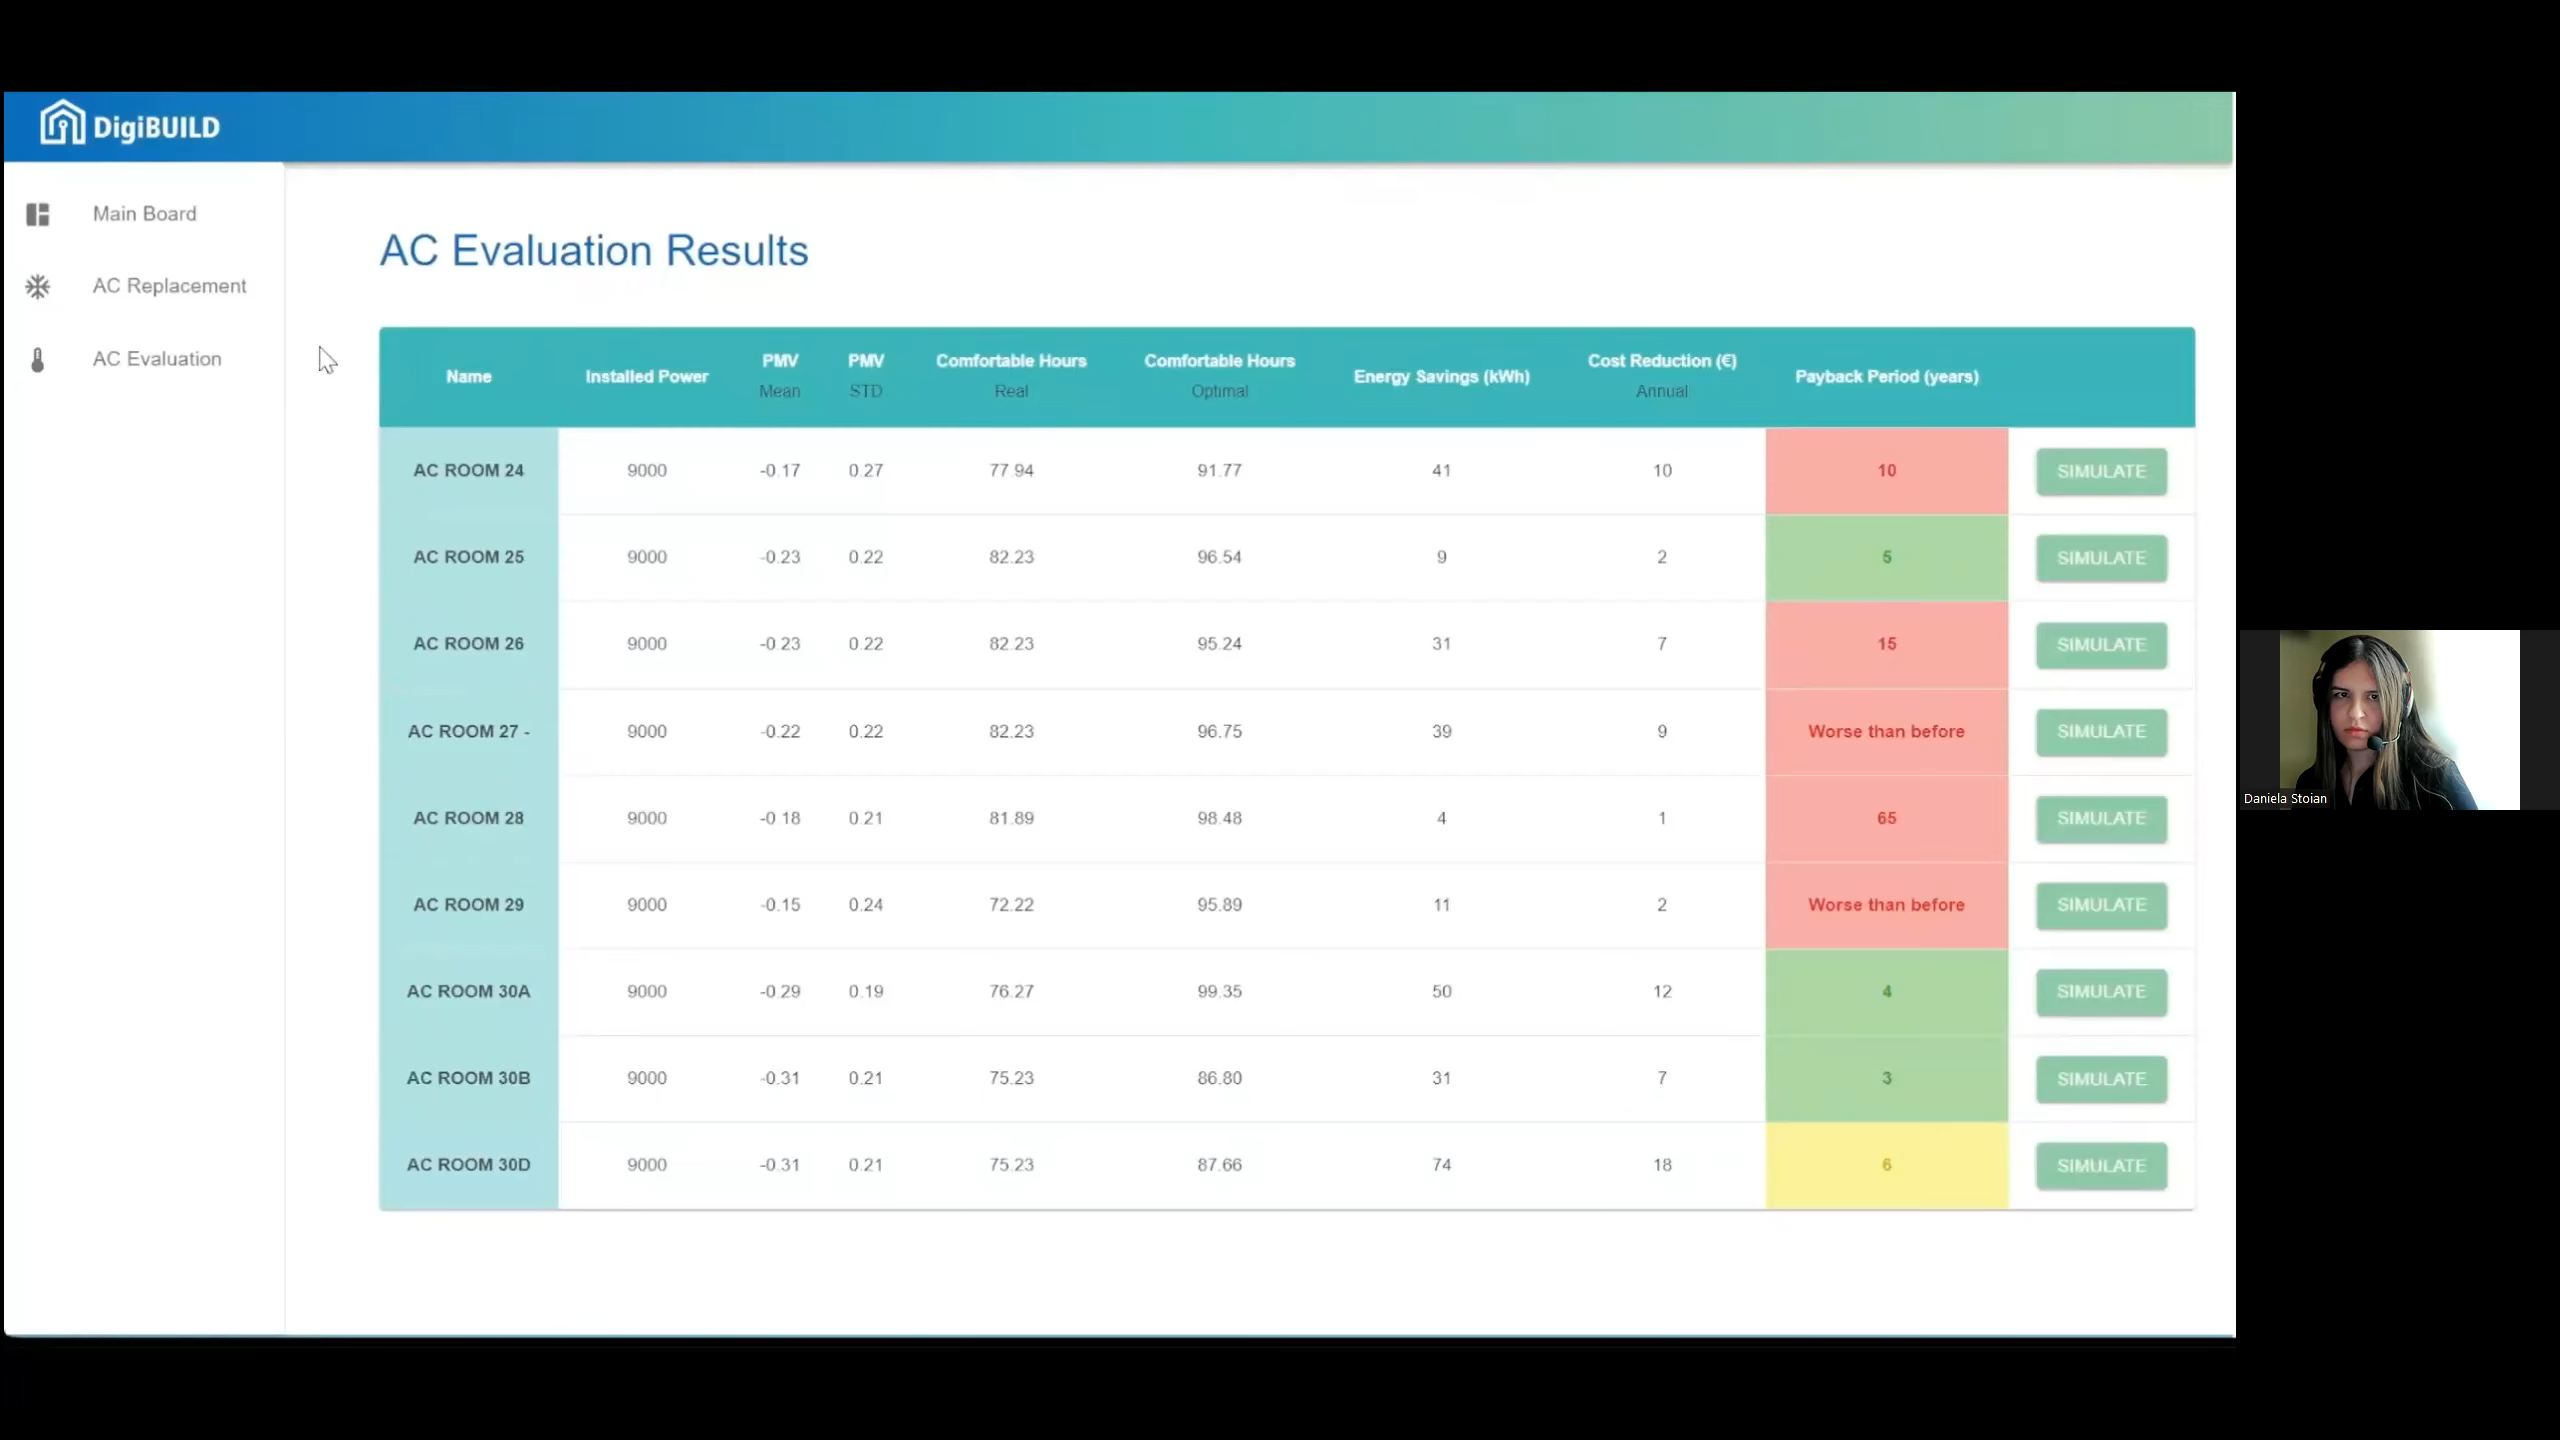 DigiBUILD
Main Board
AC Replacement
AC Evaluation
AC Evaluation Results
Name Installed Power PMV Mean PMV STD Comfortable Hours Real Comfortable Hours Optimal Energy Savings (kWh) Cost Reduction (€) Annual Payback Period (years)
AC ROOM 24 9000 -0.17 0.27 77.94 91.77 41 10 10 SIMULATE
AC ROOM 25 9000 -0.23 0.22 82.23 96.54 9 2 5 SIMULATE
AC ROOM 26 9000 -0.23 0.22 82.23 95.24 31 7 15 SIMULATE
AC ROOM 27 - 9000 -0.22 0.22 82.23 96.75 39 9 Worse than before SIMULATE
AC ROOM 28 9000 -0.18 0.21 81.89 98.48 4 1 65 SIMULATE
AC ROOM 29 9000 -0.15 0.24 72.22 95.89 11 2 Worse than before SIMULATE
AC ROOM 30A 9000 -0.29 0.19 76.27 99.35 50 12 4 SIMULATE
AC ROOM 30B 9000 -0.31 0.21 75.23 86.80 31 7 3 SIMULATE
AC ROOM 30D 9000 -0.31 0.21 75.23 87.66 74 18 6 SIMULATE
Daniela Stoian